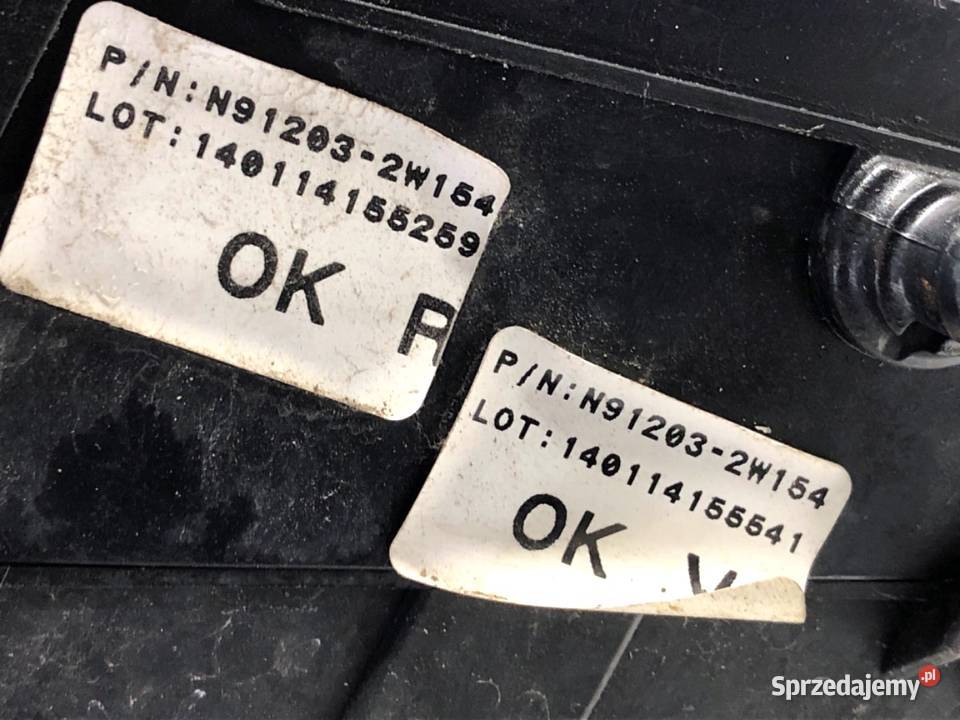 P/N:N91203-2W154
LOT:140114155259
OK R
P/N:N91203-2W154
LOT:140114155541
OK V
Sprzedajemy.pl